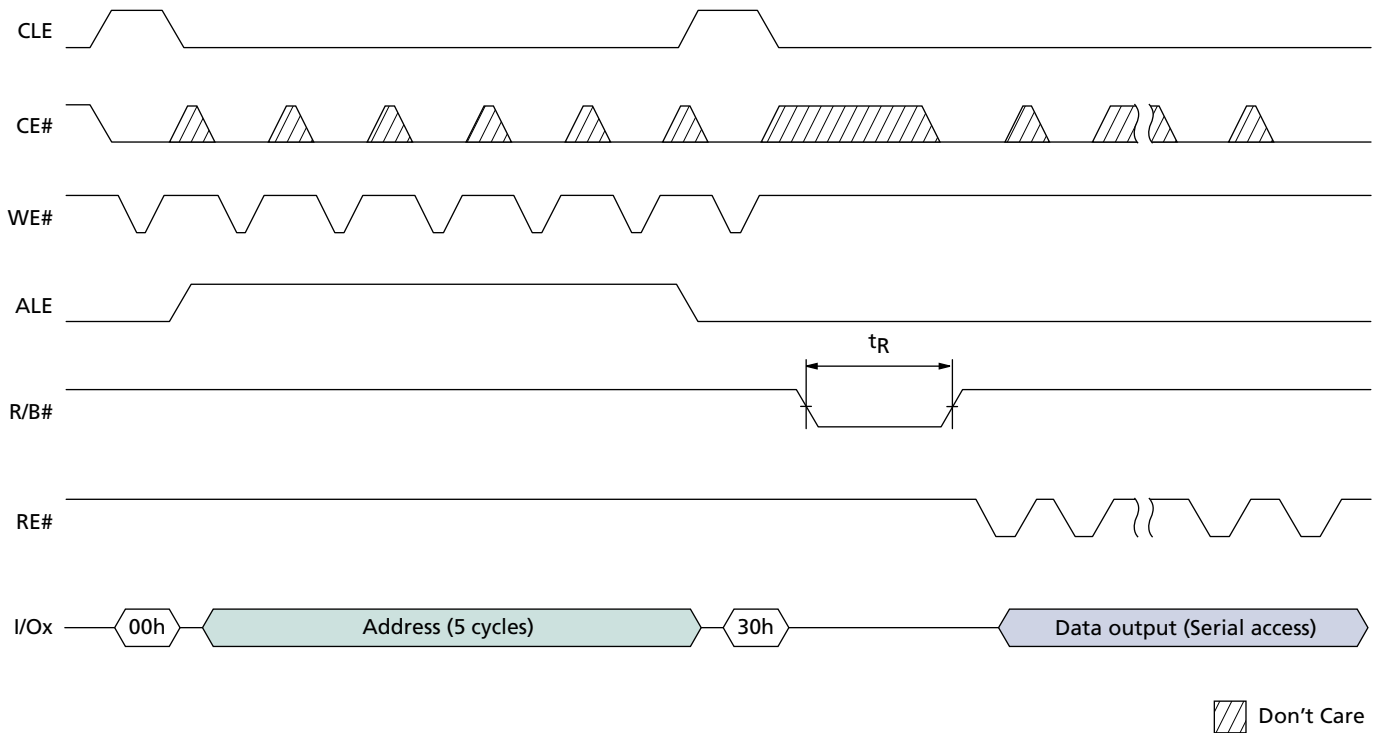 CLE
CE#
WE#
ALE
tR
R/B#
RE#
I/Ox 00h Address (5 cycles) 30h Data output (Serial access)
Don't Care